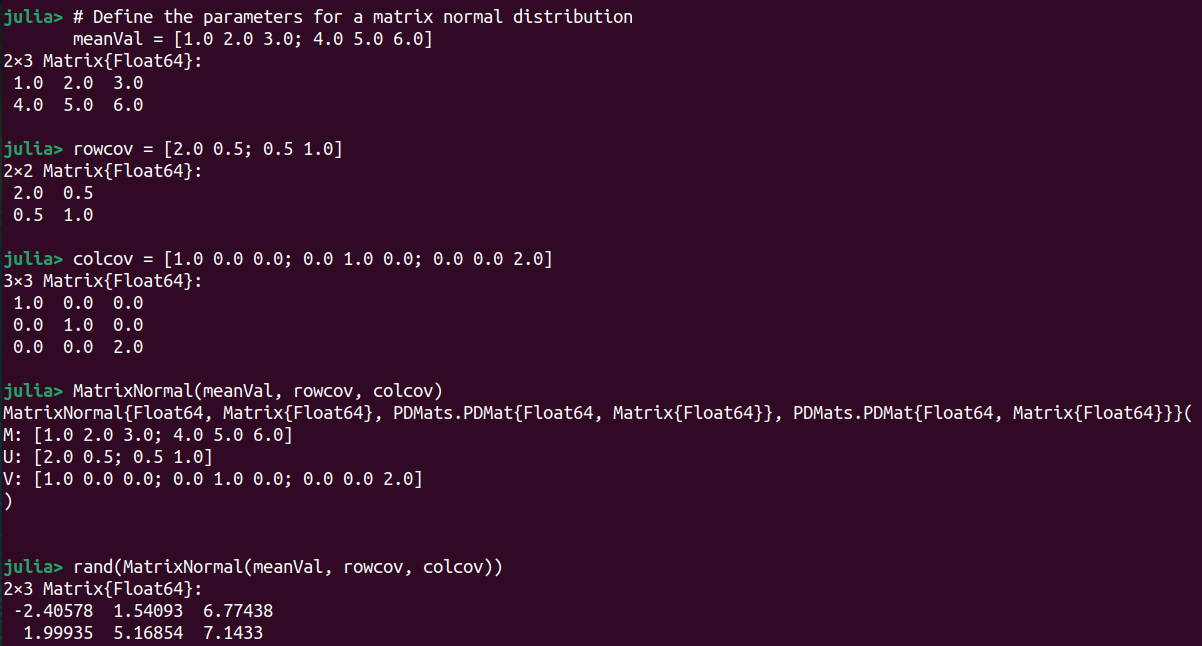 julia> # Define the parameters for a matrix normal distribution
       meanVal = [1.0 2.0 3.0; 4.0 5.0 6.0]
2×3 Matrix{Float64}:
 1.0  2.0  3.0
 4.0  5.0  6.0
julia> rowcov = [2.0 0.5; 0.5 1.0]
2×2 Matrix{Float64}:
 2.0  0.5
 0.5  1.0
julia> colcov = [1.0 0.0 0.0; 0.0 1.0 0.0; 0.0 0.0 2.0]
3×3 Matrix{Float64}:
 1.0  0.0  0.0
 0.0  1.0  0.0
 0.0  0.0  2.0
julia> MatrixNormal(meanVal, rowcov, colcov)
MatrixNormal{Float64, Matrix{Float64}, PDMats.PDMat{Float64, Matrix{Float64}}, PDMats.PDMat{Float64, Matrix{Float64}}}(
M: [1.0 2.0 3.0; 4.0 5.0 6.0]
U: [2.0 0.5; 0.5 1.0]
V: [1.0 0.0 0.0; 0.0 1.0 0.0; 0.0 0.0 2.0]
)
julia> rand(MatrixNormal(meanVal, rowcov, colcov))
2×3 Matrix{Float64}:
 -2.40578  1.54093  6.77438
  1.99935  5.16854  7.1433